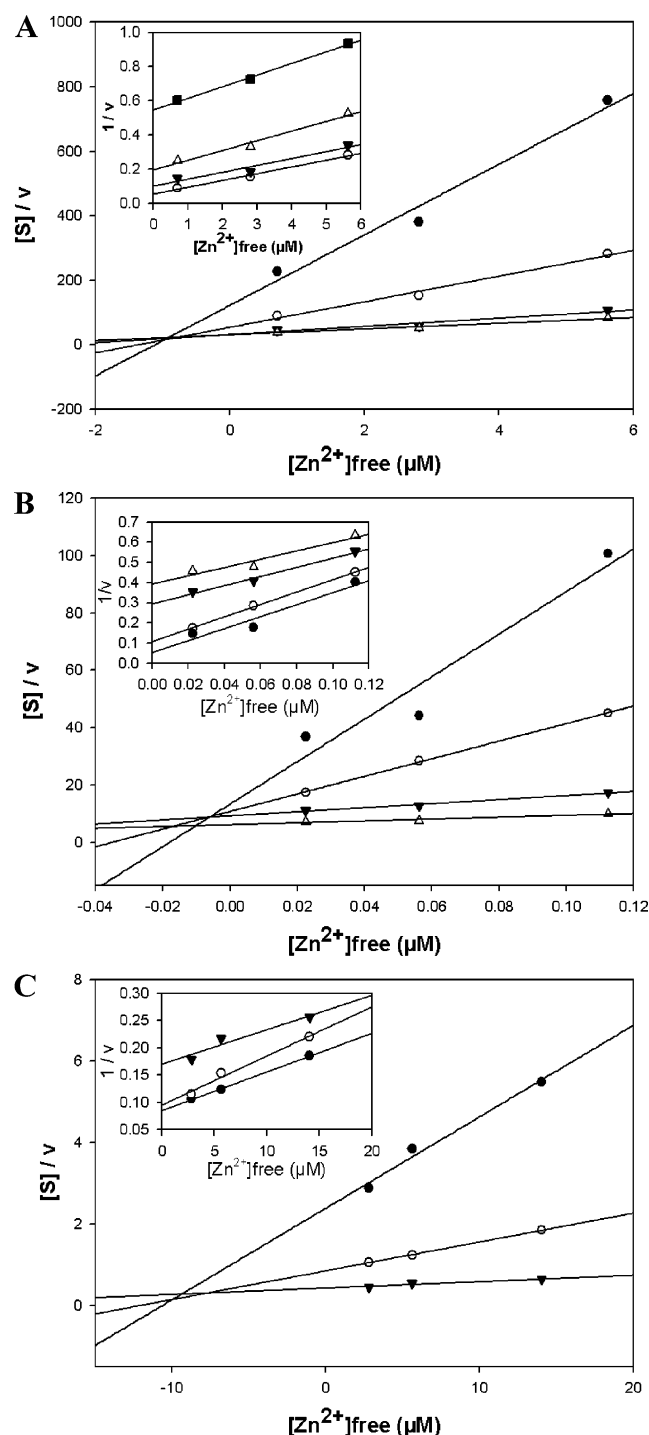 A
1000
800
600
400
200
0
-200
[S] / v
-2 0 2 4 6
[Zn2+]free (µM)
1.0
0.8
0.6
0.4
0.2
0.0
1 / v
0 1 2 3 4 5 6
[Zn2+]free (µM)
B
120
100
80
60
40
20
0
[S] / v
-0.04 -0.02 0.00 0.02 0.04 0.06 0.08 0.10 0.12
[Zn2+]free (µM)
0.7
0.6
0.5
0.4
0.3
0.2
0.1
0.0
1/v
0.00 0.02 0.04 0.06 0.08 0.10 0.12
[Zn2+]free (µM)
C
8
6
4
2
0
[S] / v
-10 0 10 20
[Zn2+]free (µM)
0.30
0.25
0.20
0.15
0.10
0.05
1 / v
0 5 10 15 20
[Zn2+]free (µM)